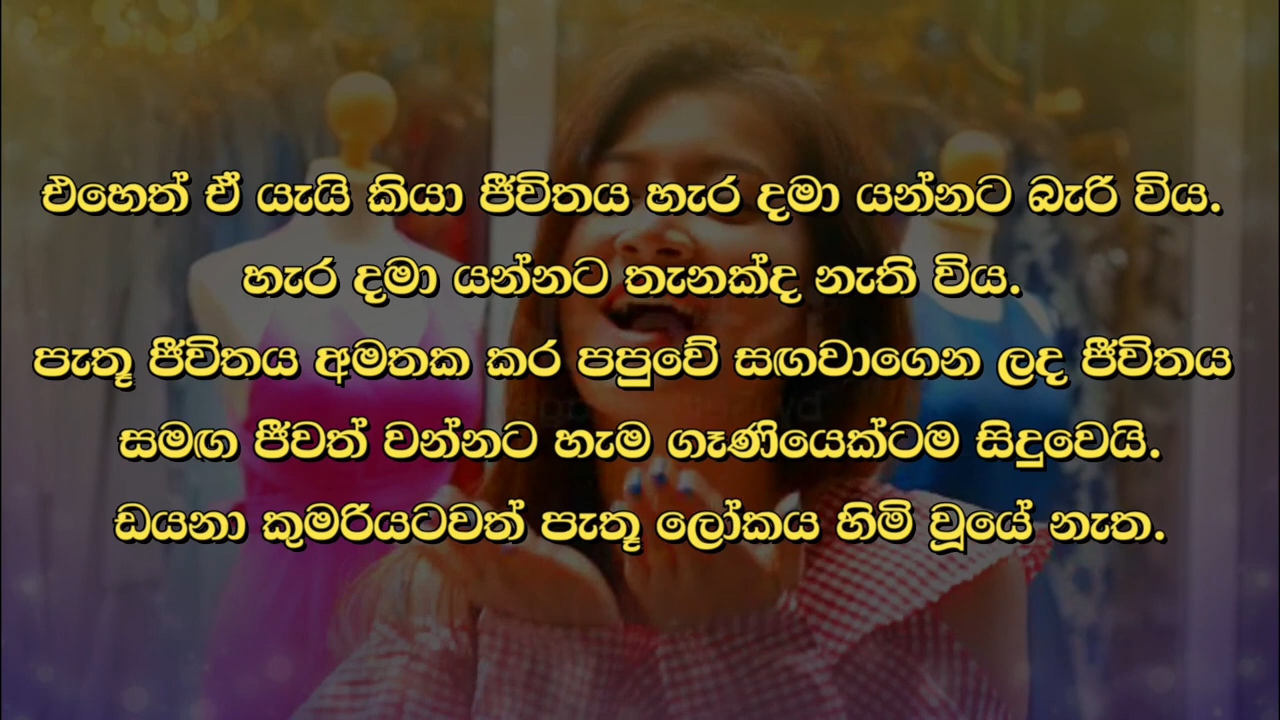 එහෙත් ඒ යැයි කියා ජීවිතය හැර දමා යන්නට බැරි විය.
හැර දමා යන්නට තැනක්ද නැති විය.
පැතූ ජීවිතය අමතක කර පපුවේ සඟවාගෙන ලද ජීවිතය
සමඟ ජීවත් වන්නට හැම ගෑණියෙක්ටම සිදුවෙයි.
ඩයනා කුමරියටවත් පැතූ ලෝකය හිමි වූයේ නැත.